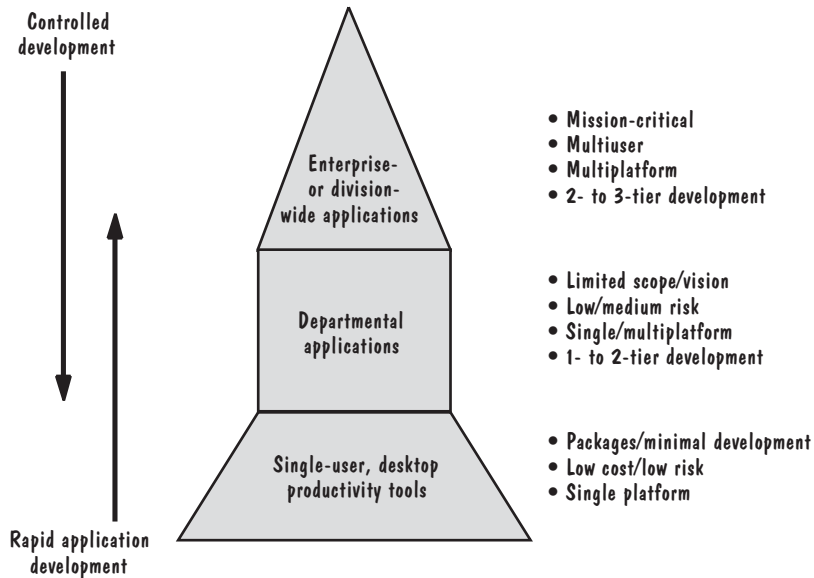 Controlled
development
Enterprise-
or division-
wide applications
• Mission-critical
• Multiuser
• Multiplatform
• 2- to 3-tier development
Departmental
applications
• Limited scope/vision
• Low/medium risk
• Single/multiplatform
• 1- to 2-tier development
Single-user, desktop
productivity tools
• Packages/minimal development
• Low cost/low risk
• Single platform
Rapid application
development